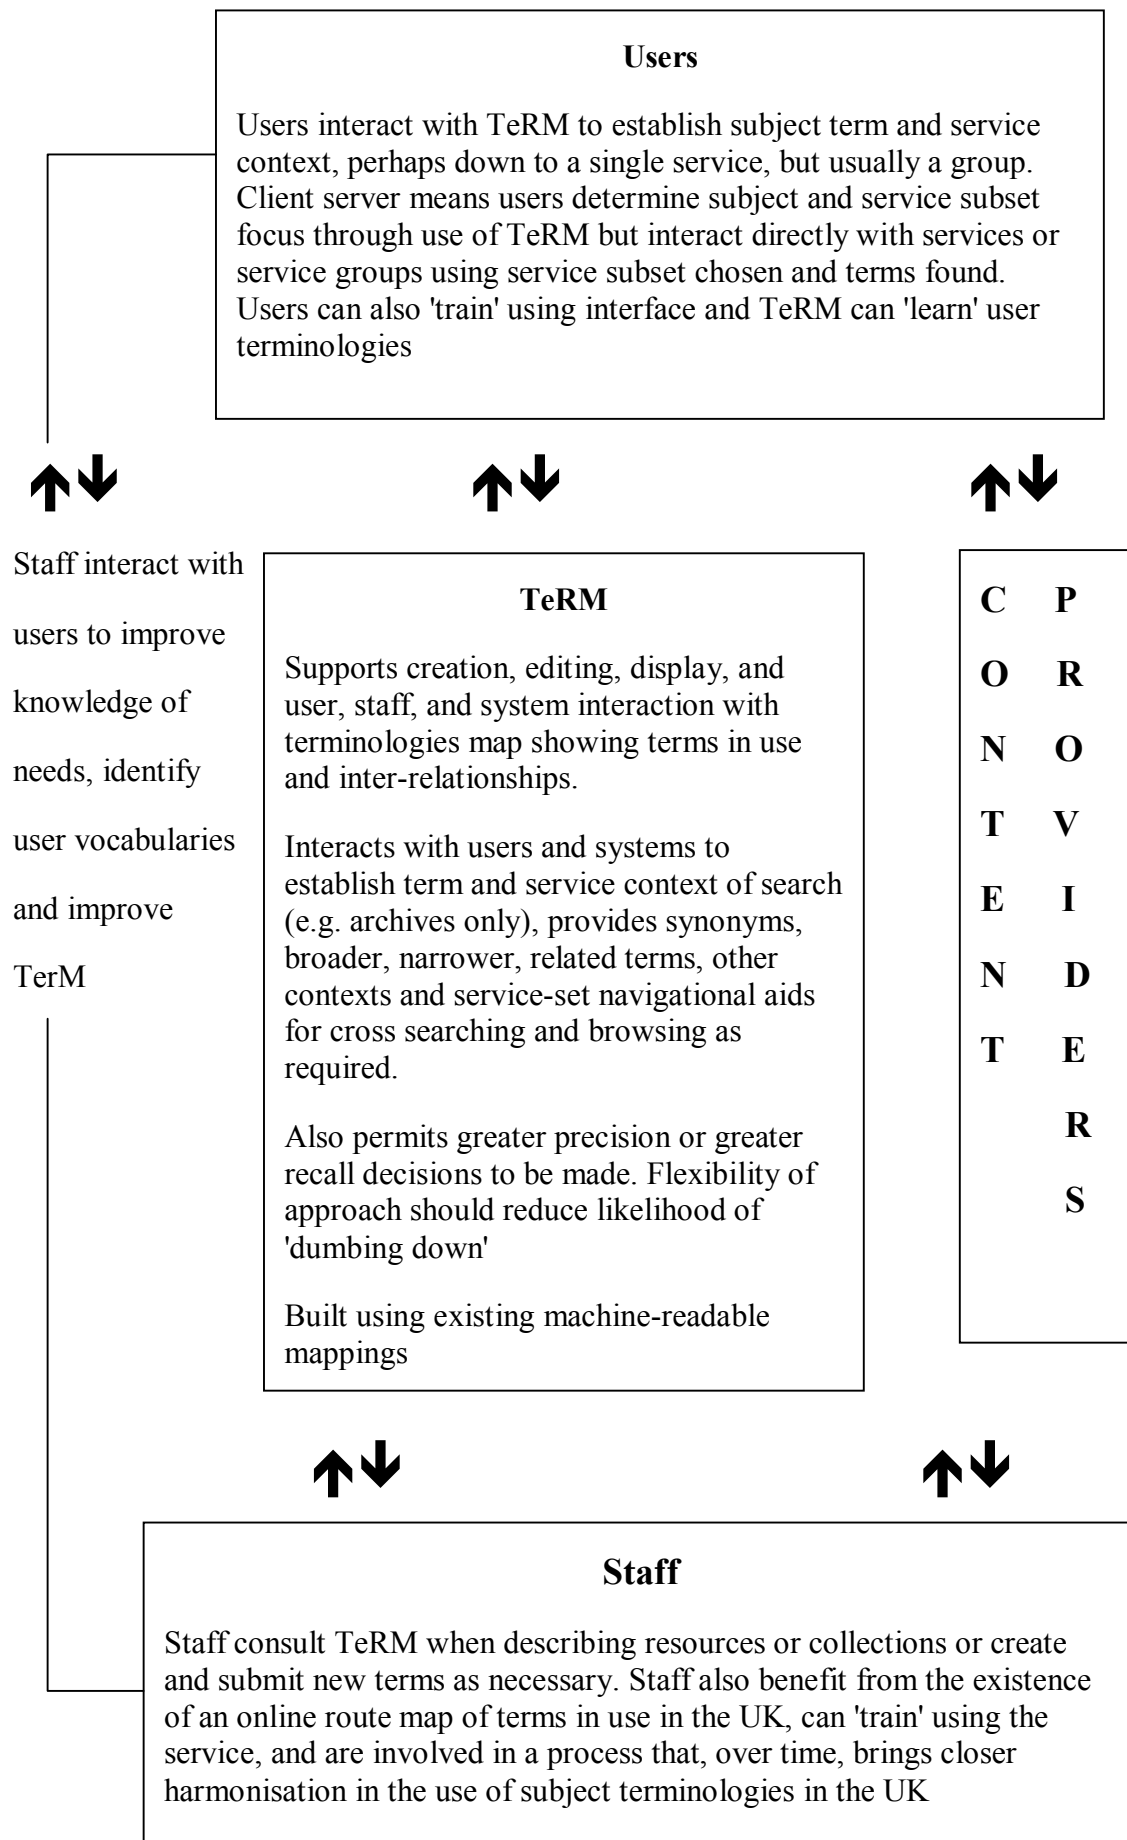 Users
Users interact with TeRM to establish subject term and service
context, perhaps down to a single service, but usually a group.
Client server means users determine subject and service subset
focus through use of TeRM but interact directly with services or
service groups using service subset chosen and terms found.
Users can also 'train' using interface and TeRM can 'learn' user
terminologies
Staff interact with
users to improve
knowledge of
needs, identify
user vocabularies
and improve
TerM
TeRM
Supports creation, editing, display, and
user, staff, and system interaction with
terminologies map showing terms in use
and inter-relationships.
Interacts with users and systems to
establish term and service context of search
(e.g. archives only), provides synonyms,
broader, narrower, related terms, other
contexts and service-set navigational aids
for cross searching and browsing as
required.
Also permits greater precision or greater
recall decisions to be made. Flexibility of
approach should reduce likelihood of
'dumbing down'
Built using existing machine-readable
mappings
CONTENT
PROVIDERS
Staff
Staff consult TeRM when describing resources or collections or create
and submit new terms as necessary. Staff also benefit from the existence
of an online route map of terms in use in the UK, can 'train' using the
service, and are involved in a process that, over time, brings closer
harmonisation in the use of subject terminologies in the UK